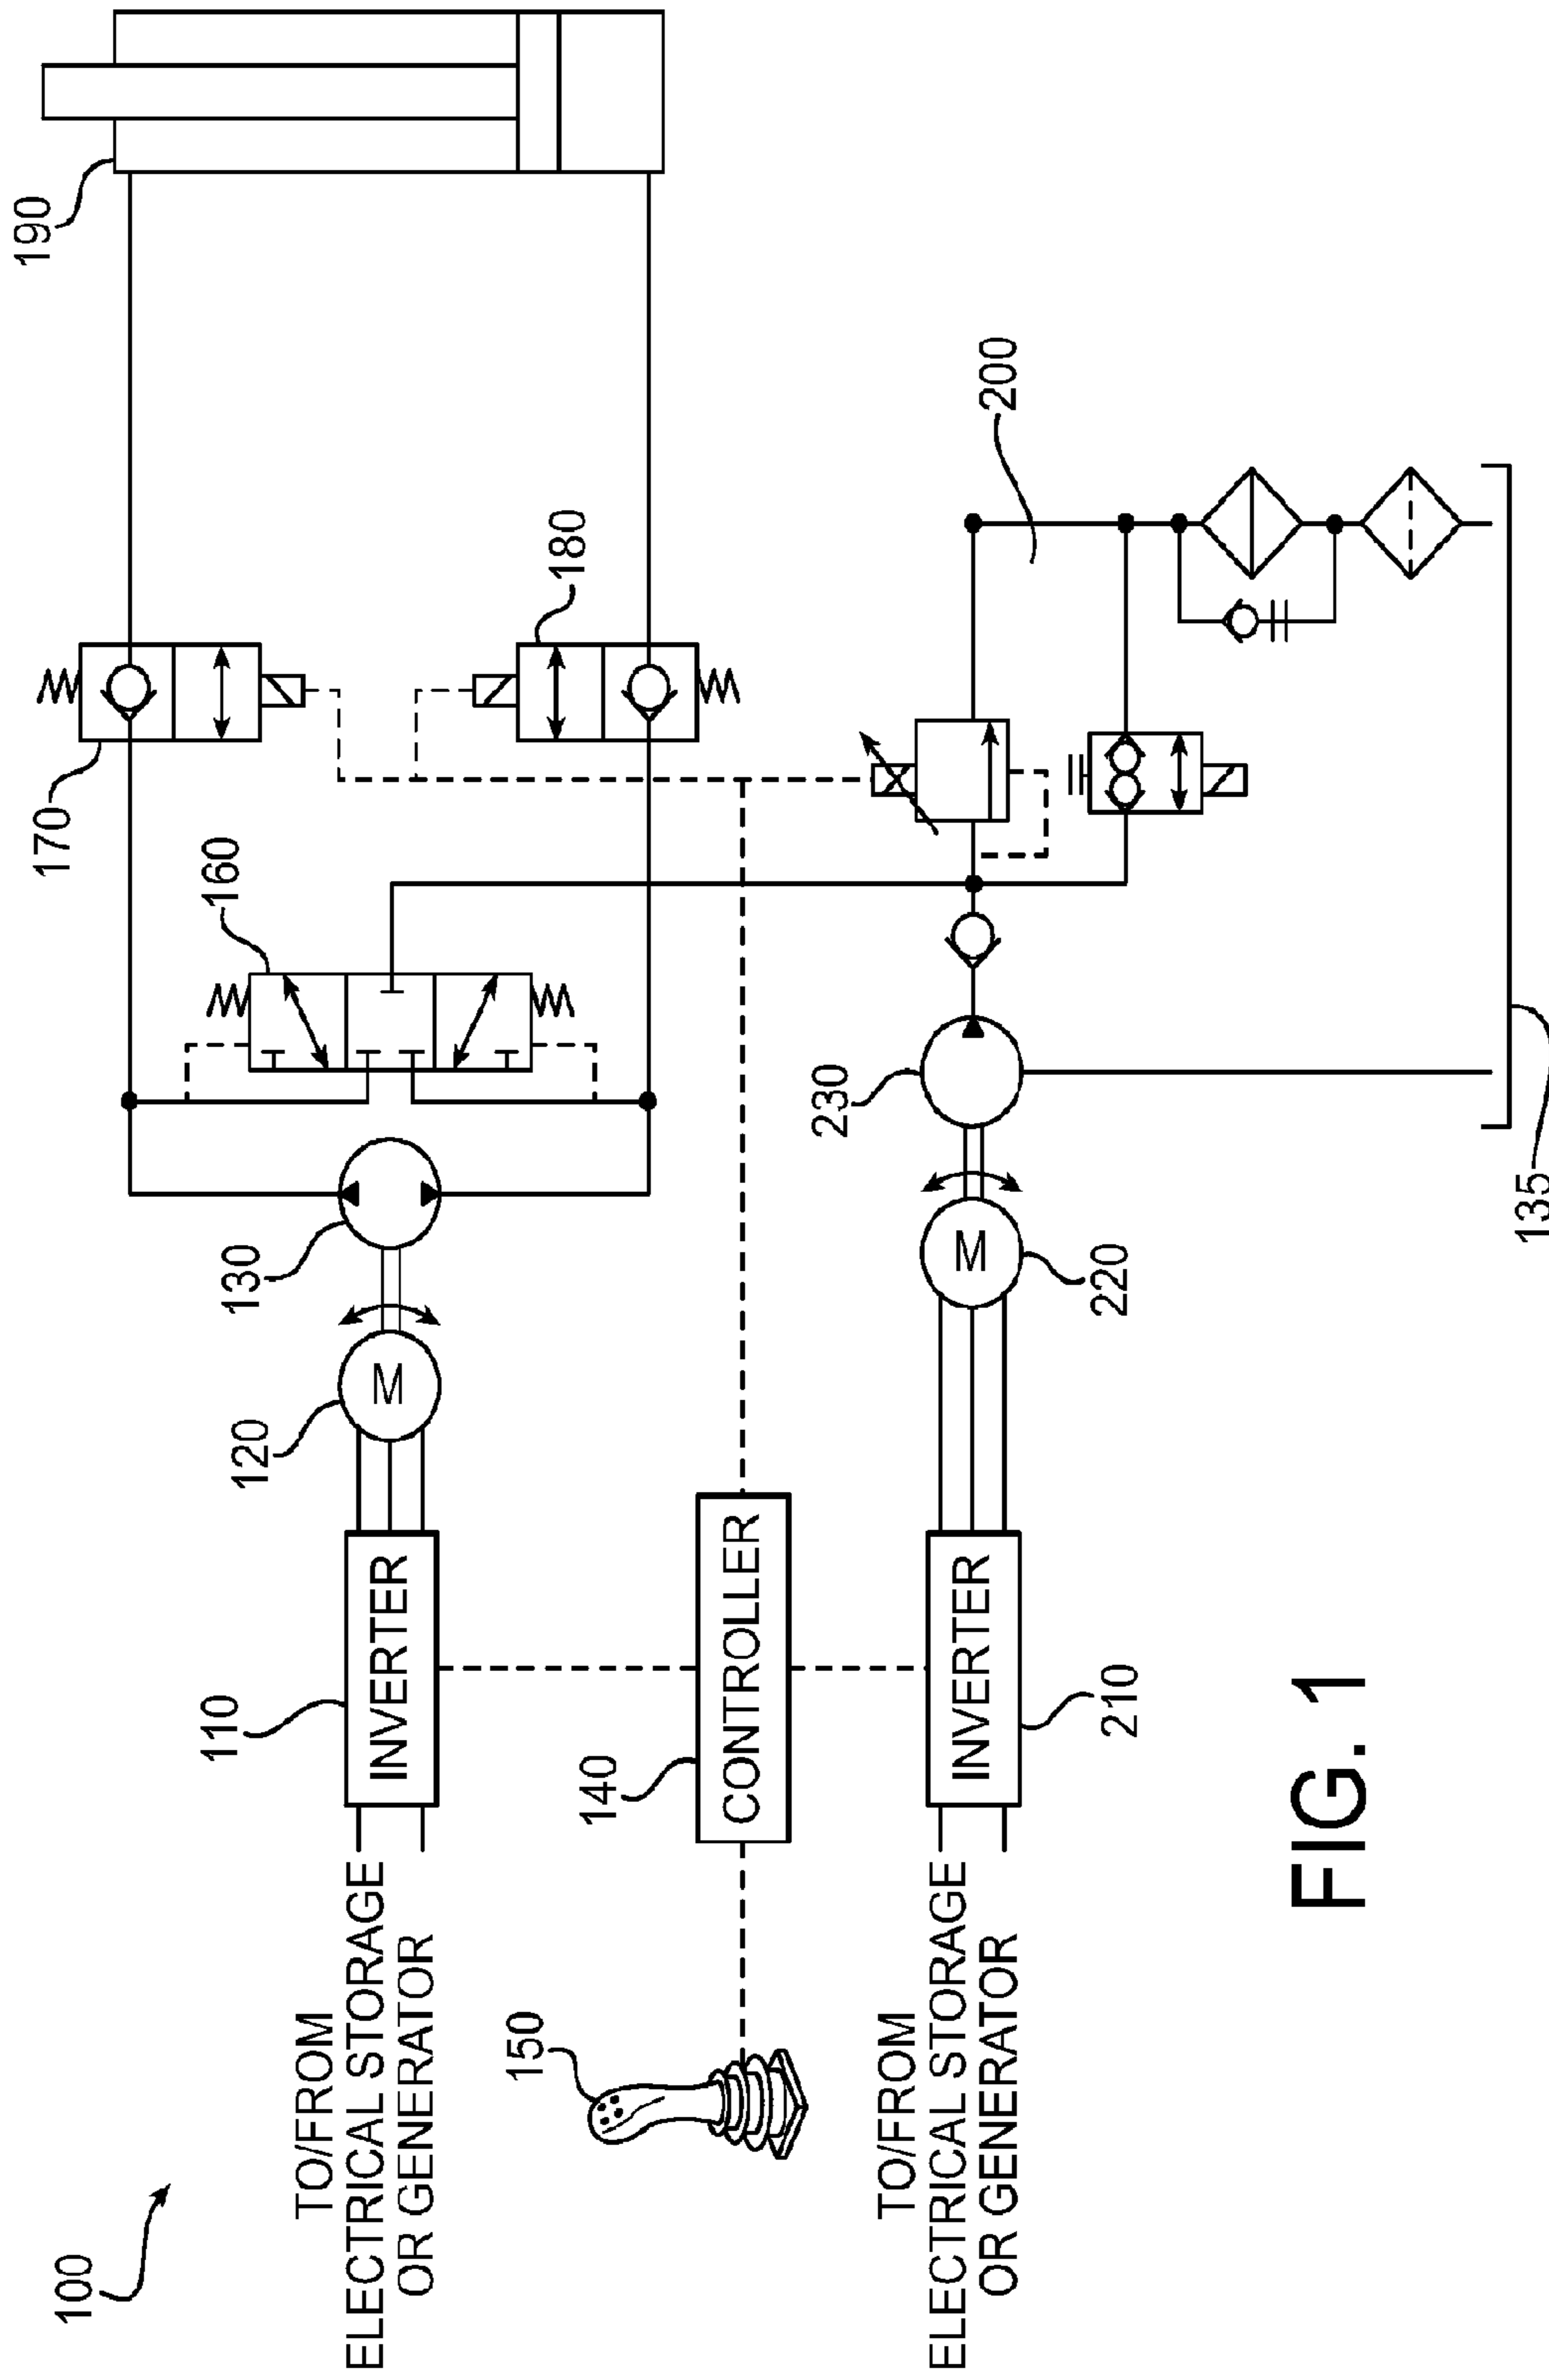 100
TO/FROM
ELECTRICAL STORAGE
OR GENERATOR
110
INVERTER
120
M
130
160
170
180
190
150
140
CONTROLLER
TO/FROM
ELECTRICAL STORAGE
OR GENERATOR
INVERTER
210
M
220
230
200
135
FIG. 1